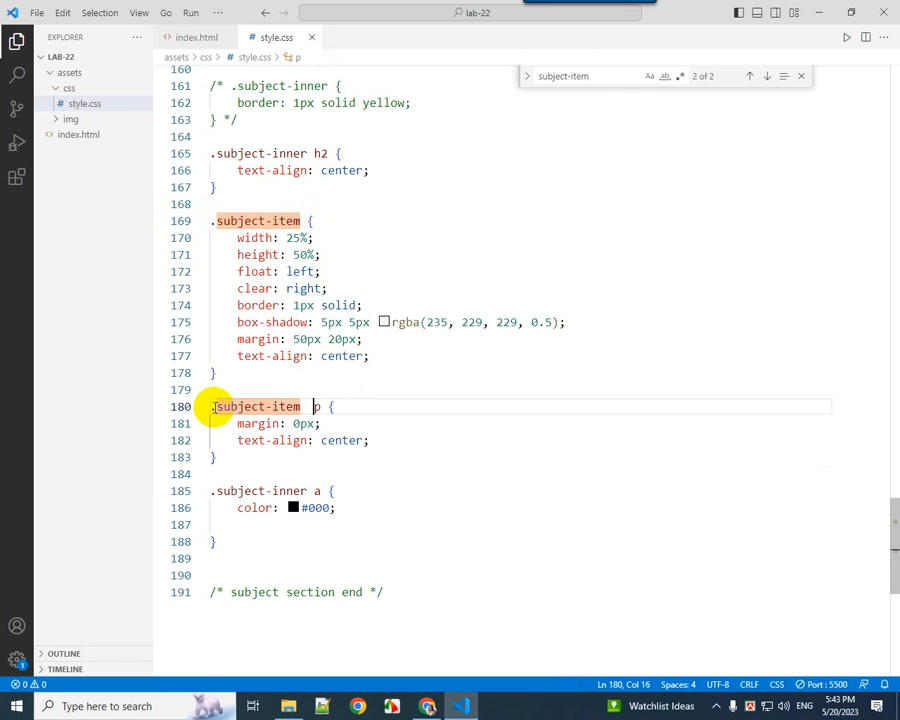 File Edit Selection View Go Run ··· lab-22
EXPLORER ···
LAB-22
assets
css
style.css
img
index.html
OUTLINE
TIMELINE
index.html style.css
assets > css > style.css > p
subject-item Aa ab 2 of 2
160
161 /* .subject-inner {
162 border: 1px solid yellow;
163 } */
164
165 .subject-inner h2 {
166 text-align: center;
167 }
168
169 .subject-item {
170 width: 25%;
171 height: 50%;
172 float: left;
173 clear: right;
174 border: 1px solid;
175 box-shadow: 5px 5px rgba(235, 229, 229, 0.5);
176 margin: 50px 20px;
177 text-align: center;
178 }
179
180 .subject-item p {
181 margin: 0px;
182 text-align: center;
183 }
184
185 .subject-inner a {
186 color: #000;
187
188 }
189
190
191 /* subject section end */
0 0 Ln 180, Col 16 Spaces: 4 UTF-8 CRLF CSS Port : 5500
Type here to search Watchlist Ideas ENG 5:43 PM
5/20/2023
1